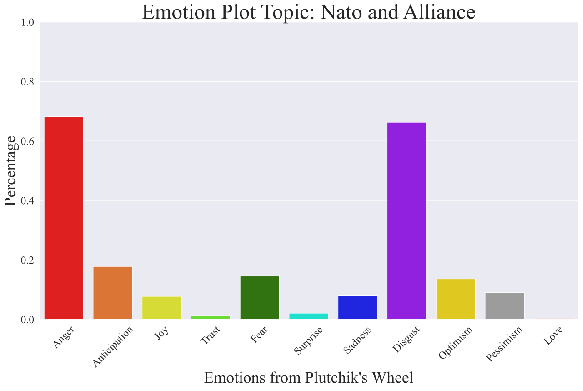 Emotion Plot Topic: Nato and Alliance
Percentage
1.0
0.8
0.6
0.4
0.2
0.0
Anger
Anticipation
Joy
Trust
Fear
Surprise
Sadness
Disgust
Optimism
Pessimism
Love
Emotions from Plutchik's Wheel